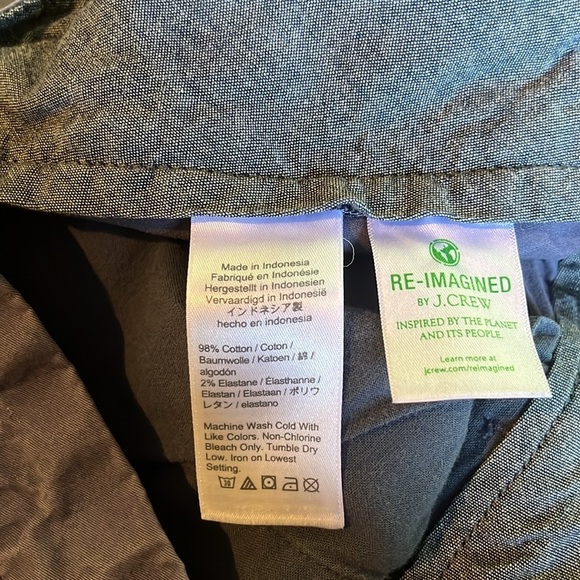 Made in Indonesia
Fabriqué en Indonésie
Hergestellt in Indonesien
Vervaardigd in Indonesië
インドネシア製
hecho en indonesia
98% Cotton / Coton /
Baumwolle / Katoen / 綿 /
algodón
2% Elastane / Élasthanne /
Elastan / Elastaan / ポリウ
レタン / elastano
Machine Wash Cold With
Like Colors. Non-Chlorine
Bleach Only. Tumble Dry
Low. Iron on Lowest
Setting.
30
RE-IMAGINED
BY J.CREW
INSPIRED BY THE PLANET
AND ITS PEOPLE.
Learn more at
jcrew.com/reimagined